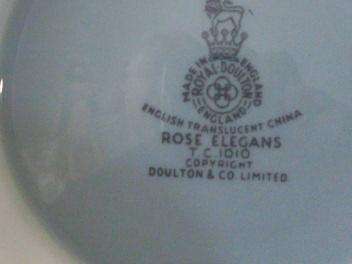 MADE IN ENGLAND
ROYAL DOULTON
ENGLAND
ENGLISH TRANSLUCENT CHINA
ROSE ELEGANS
T C 1010
COPYRIGHT
DOULTON & CO. LIMITED.